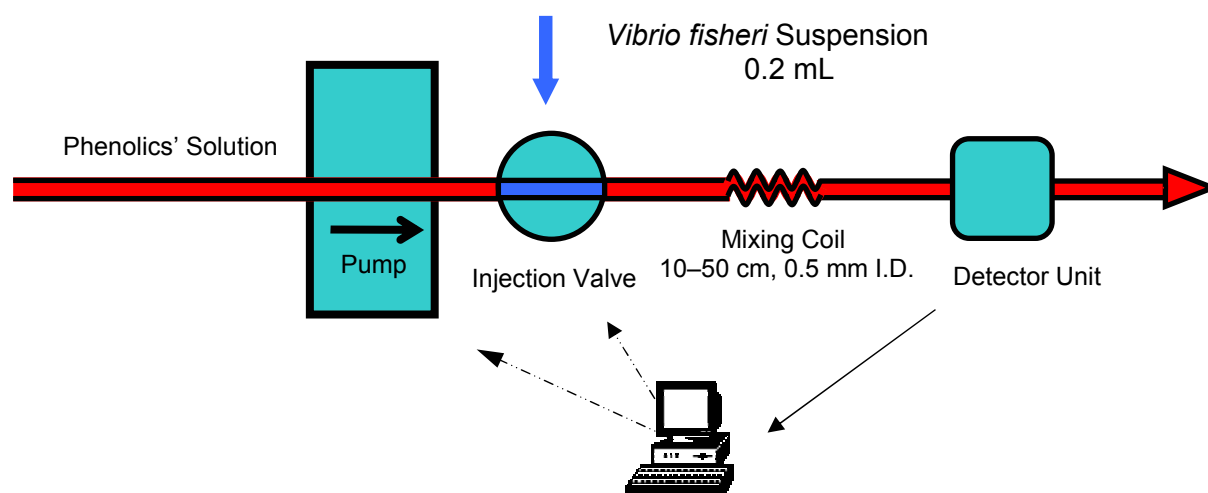 Vibrio fisheri Suspension
0.2 mL
Phenolics’ Solution
Pump
Injection Valve
Mixing Coil
10–50 cm, 0.5 mm I.D.
Detector Unit